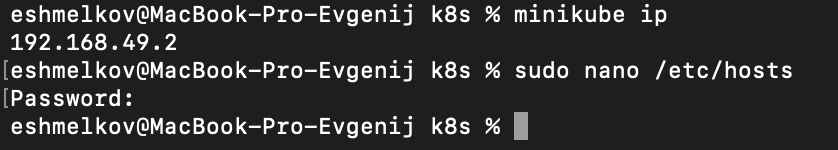 eshmelkov@MacBook-Pro-Evgenij k8s % minikube ip
192.168.49.2
[eshmelkov@MacBook-Pro-Evgenij k8s % sudo nano /etc/hosts
[Password:
eshmelkov@MacBook-Pro-Evgenij k8s %